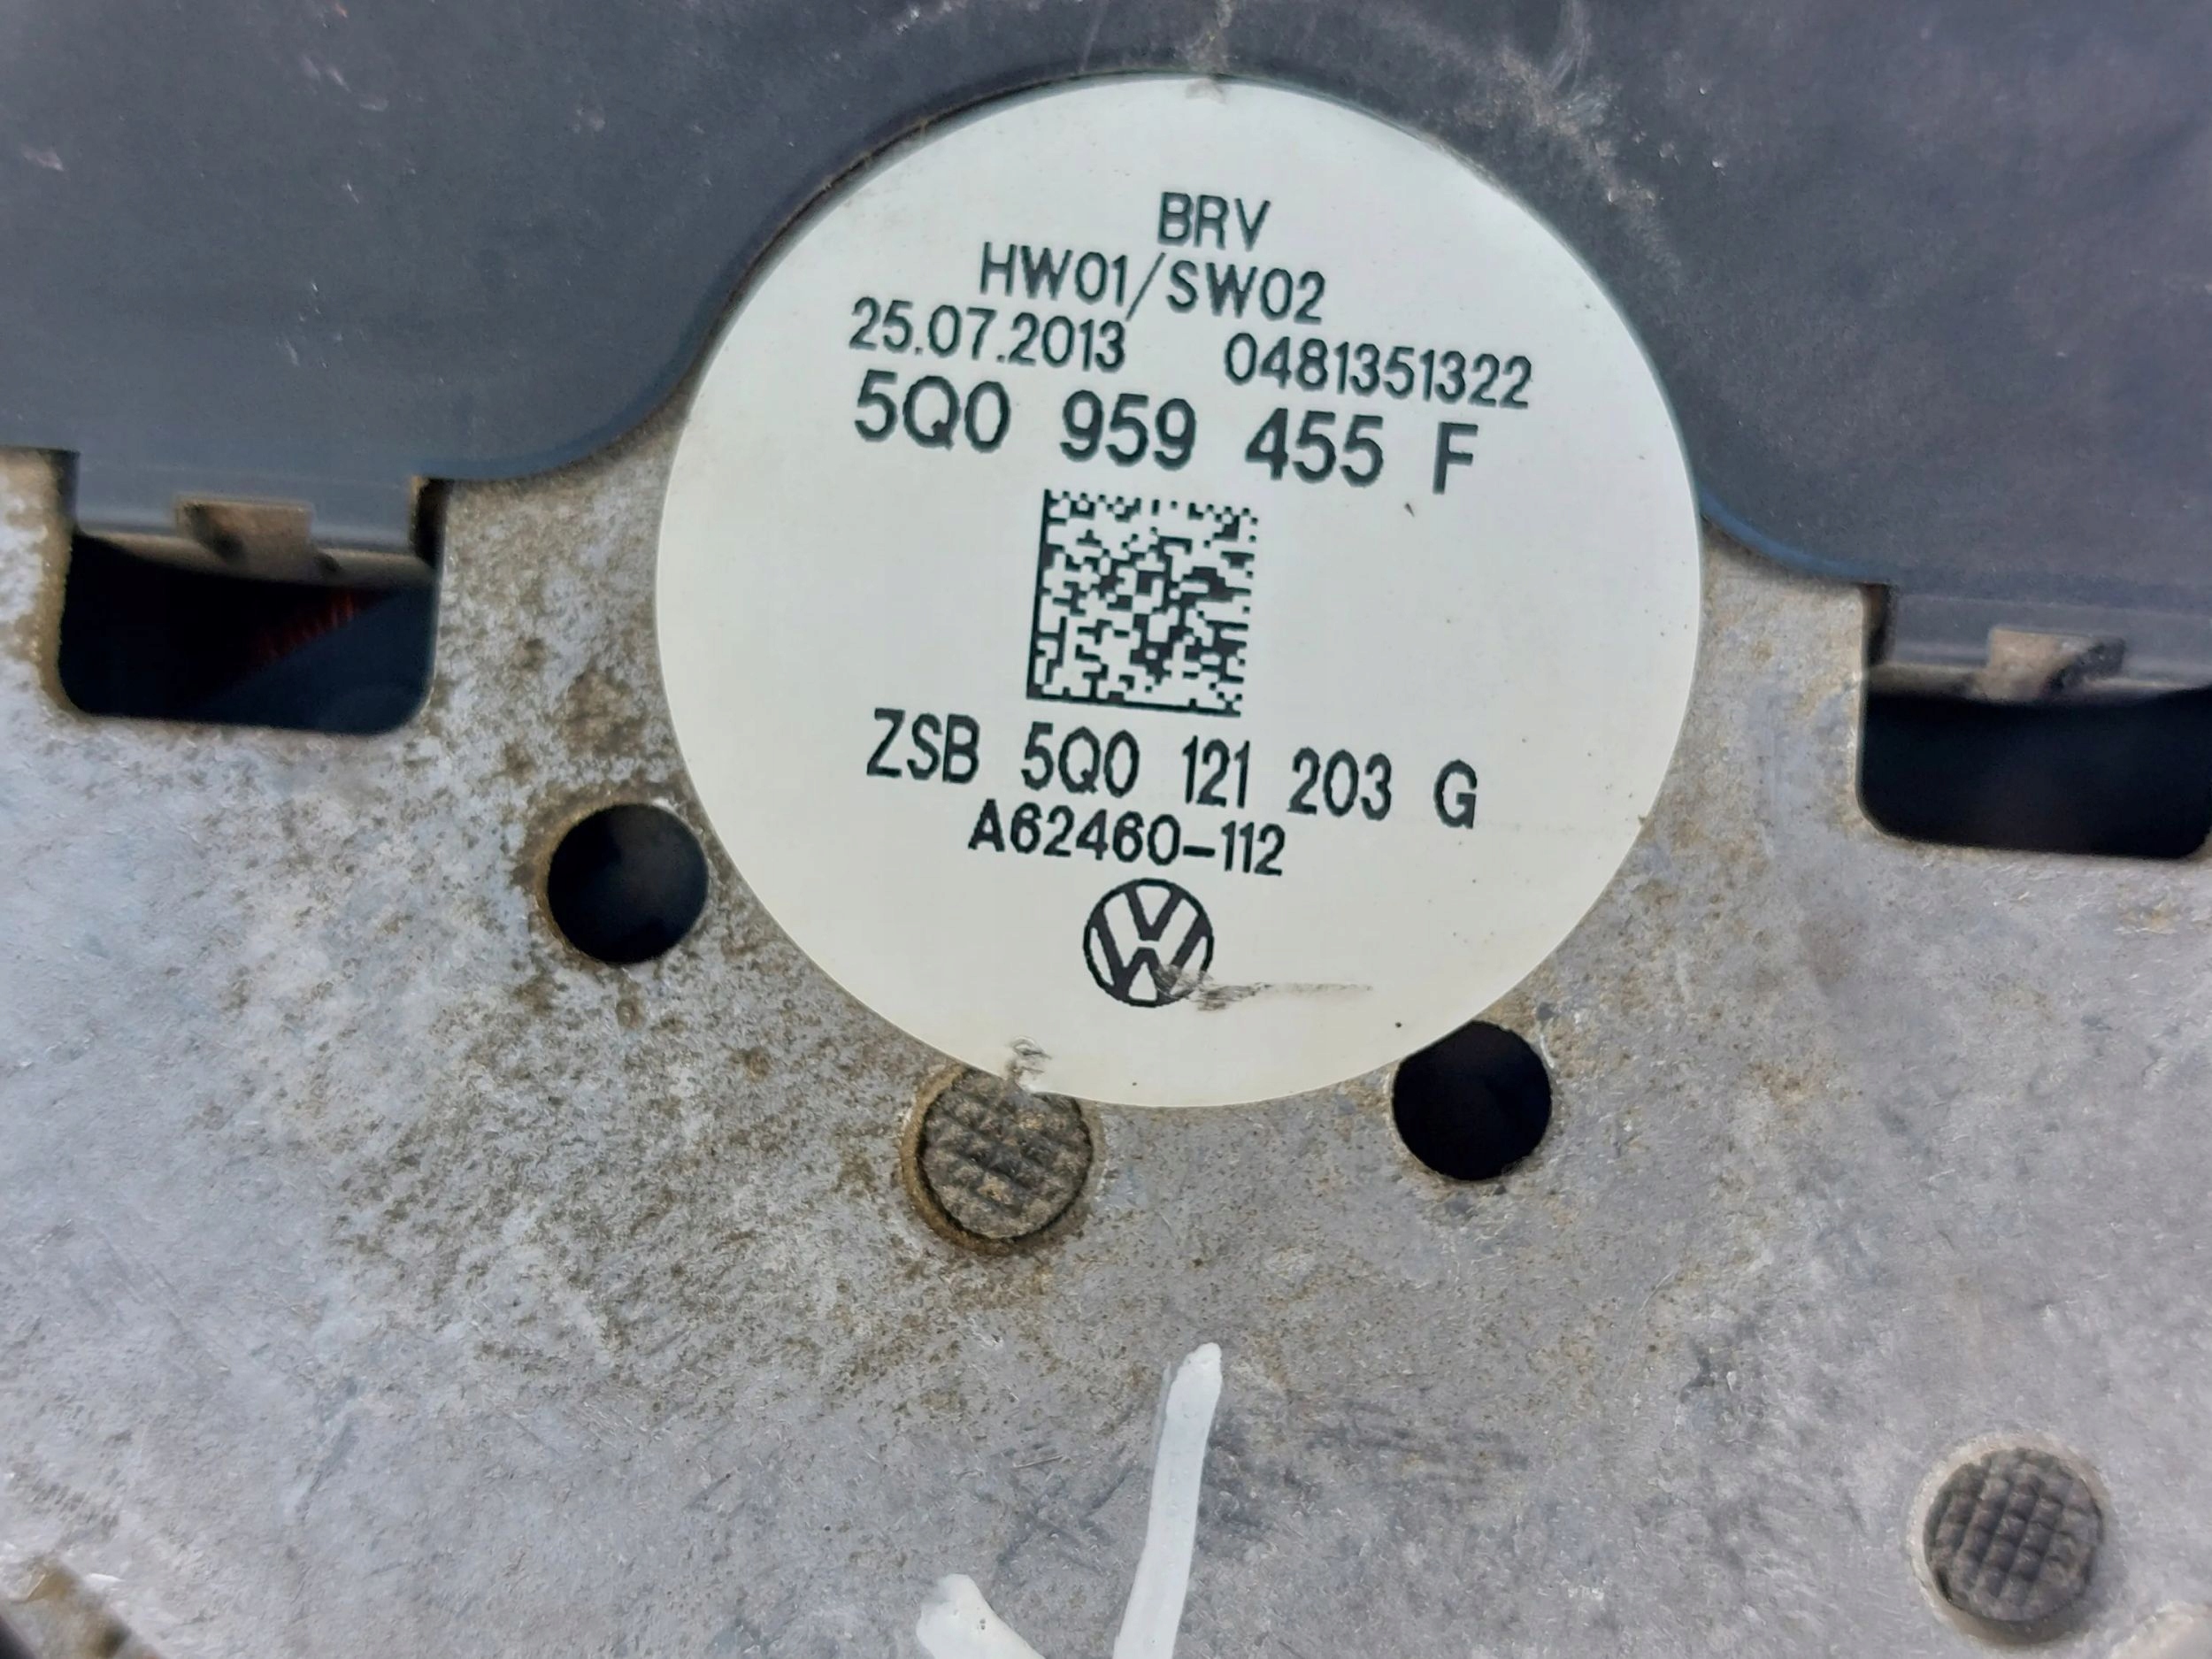 BRV
HW01/SW02
25.07.2013 0481351322
5Q0 959 455 F
ZSB 5Q0 121 203 G
A62460-112